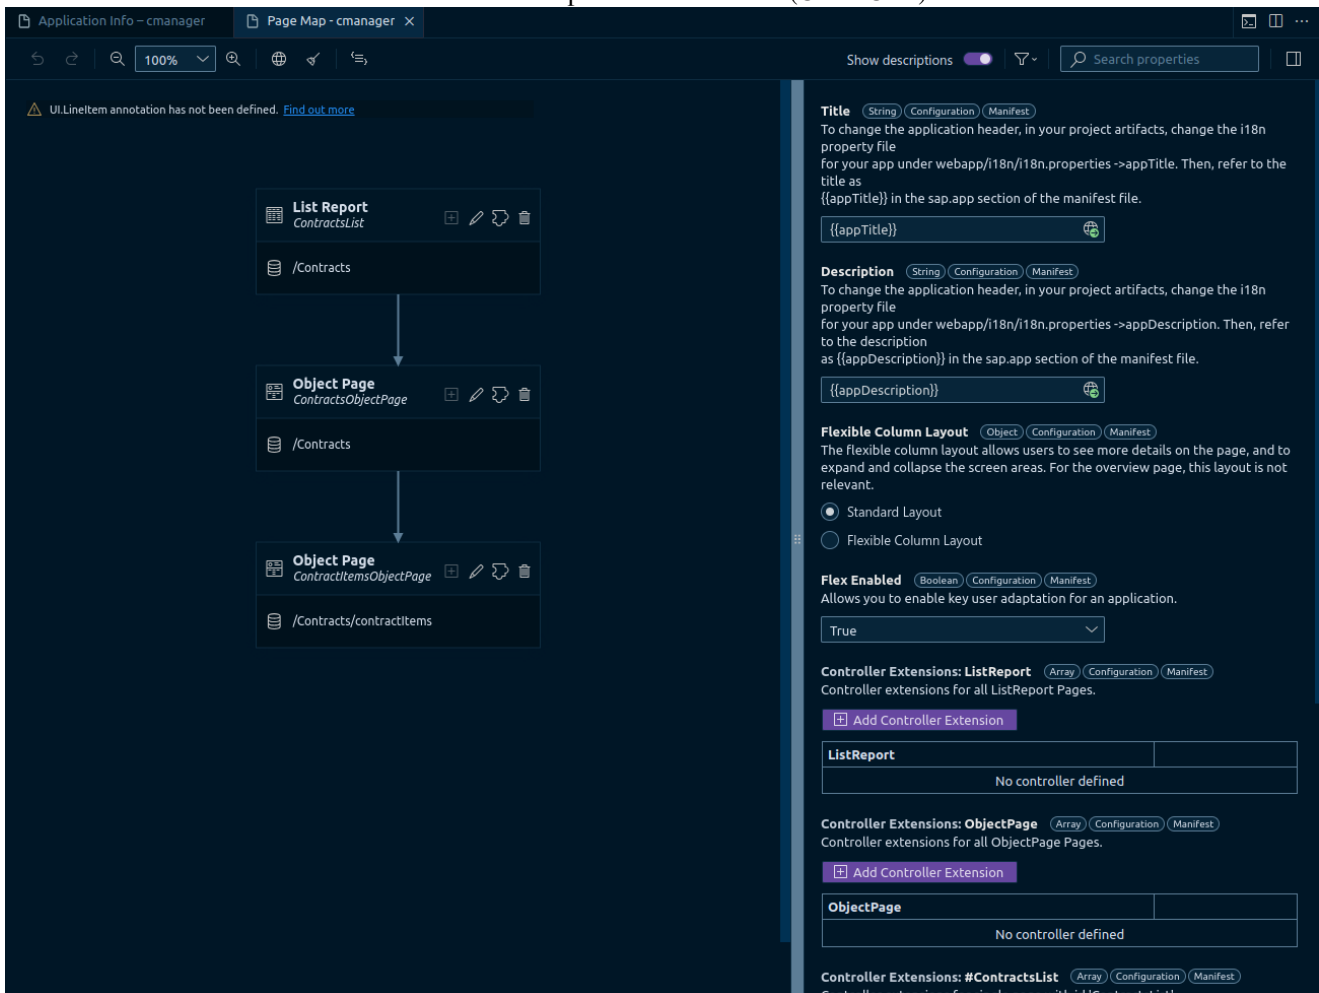 Application Info – cmanager
Page Map - cmanager
100%
Show descriptions
Search properties
UI.LineItem annotation has not been defined. Find out more
List Report
ContractsList
/Contracts
Object Page
ContractsObjectPage
/Contracts
Object Page
ContractItemsObjectPage
/Contracts/contractItems
Title String Configuration Manifest
To change the application header, in your project artifacts, change the i18n
property file
for your app under webapp/i18n/i18n.properties ->appTitle. Then, refer to the
title as
{{appTitle}} in the sap.app section of the manifest file.
{{appTitle}}
Description String Configuration Manifest
To change the application header, in your project artifacts, change the i18n
property file
for your app under webapp/i18n/i18n.properties ->appDescription. Then, refer
to the description
as {{appDescription}} in the sap.app section of the manifest file.
{{appDescription}}
Flexible Column Layout Object Configuration Manifest
The flexible column layout allows users to see more details on the page, and to
expand and collapse the screen areas. For the overview page, this layout is not
relevant.
Standard Layout
Flexible Column Layout
Flex Enabled Boolean Configuration Manifest
Allows you to enable key user adaptation for an application.
True
Controller Extensions: ListReport Array Configuration Manifest
Controller extensions for all ListReport Pages.
Add Controller Extension
ListReport
No controller defined
Controller Extensions: ObjectPage Array Configuration Manifest
Controller extensions for all ObjectPage Pages.
Add Controller Extension
ObjectPage
No controller defined
Controller Extensions: #ContractsList Array Configuration Manifest